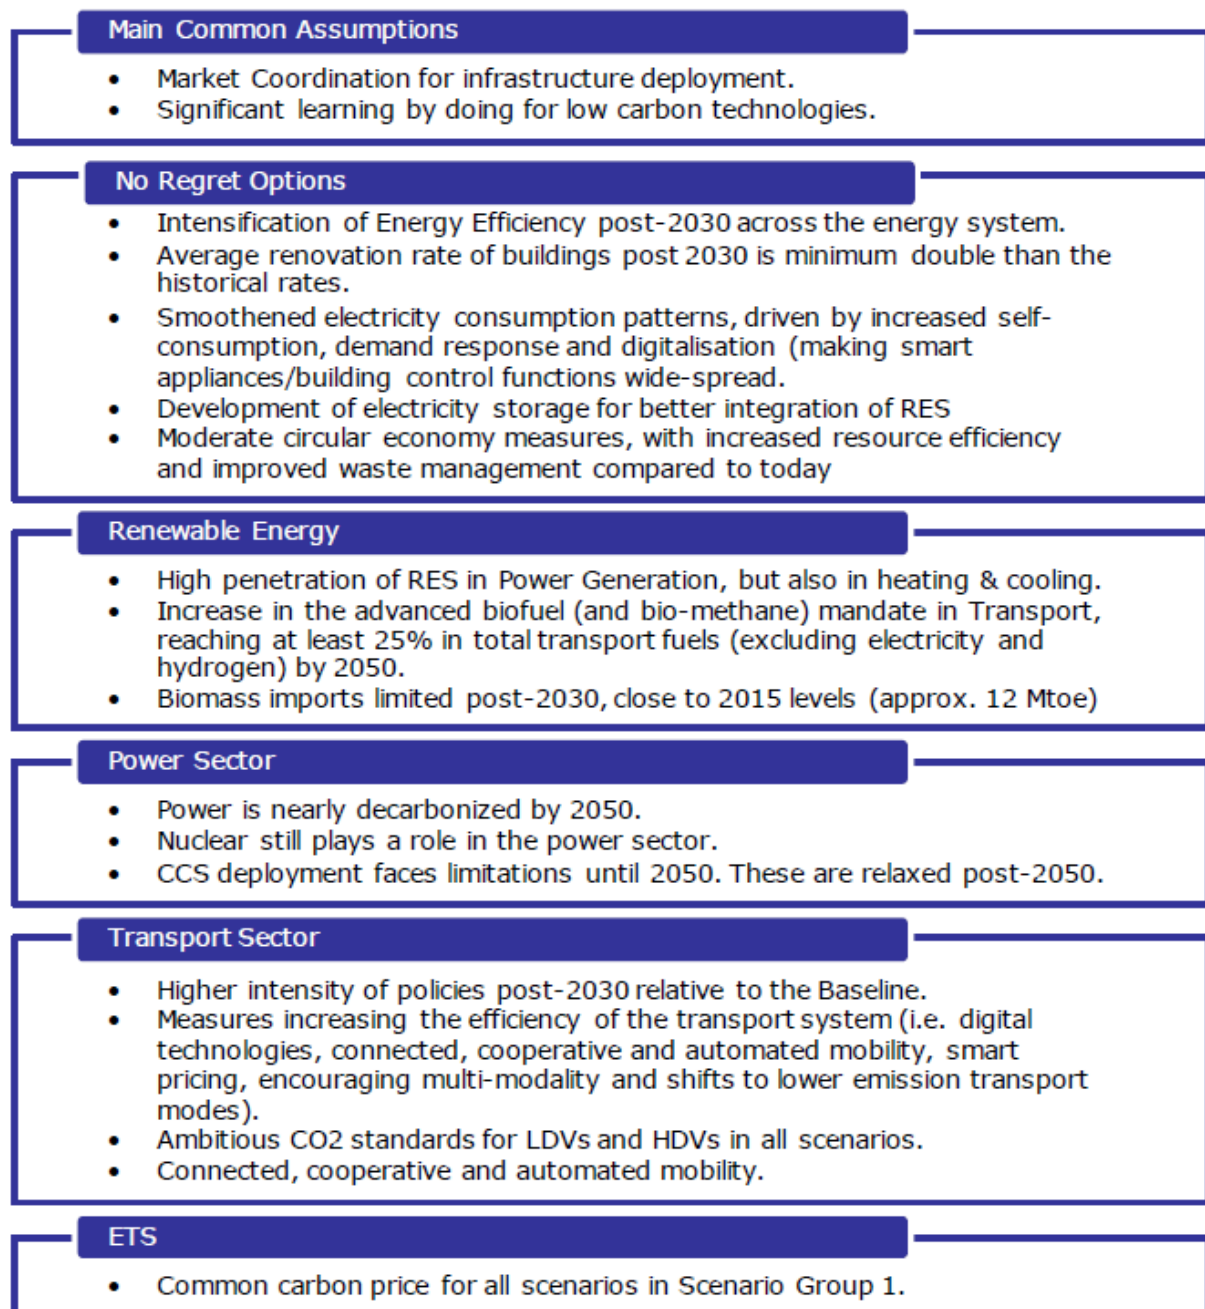 Main Common Assumptions
• Market Coordination for infrastructure deployment.
• Significant learning by doing for low carbon technologies.
No Regret Options
• Intensification of Energy Efficiency post-2030 across the energy system.
• Average renovation rate of buildings post 2030 is minimum double than the
historical rates.
• Smoothened electricity consumption patterns, driven by increased self-
consumption, demand response and digitalisation (making smart
appliances/building control functions wide-spread.
• Development of electricity storage for better integration of RES
• Moderate circular economy measures, with increased resource efficiency
and improved waste management compared to today
Renewable Energy
• High penetration of RES in Power Generation, but also in heating & cooling.
• Increase in the advanced biofuel (and bio-methane) mandate in Transport,
reaching at least 25% in total transport fuels (excluding electricity and
hydrogen) by 2050.
• Biomass imports limited post-2030, close to 2015 levels (approx. 12 Mtoe)
Power Sector
• Power is nearly decarbonized by 2050.
• Nuclear still plays a role in the power sector.
• CCS deployment faces limitations until 2050. These are relaxed post-2050.
Transport Sector
• Higher intensity of policies post-2030 relative to the Baseline.
• Measures increasing the efficiency of the transport system (i.e. digital
technologies, connected, cooperative and automated mobility, smart
pricing, encouraging multi-modality and shifts to lower emission transport
modes).
• Ambitious CO2 standards for LDVs and HDVs in all scenarios.
• Connected, cooperative and automated mobility.
ETS
• Common carbon price for all scenarios in Scenario Group 1.